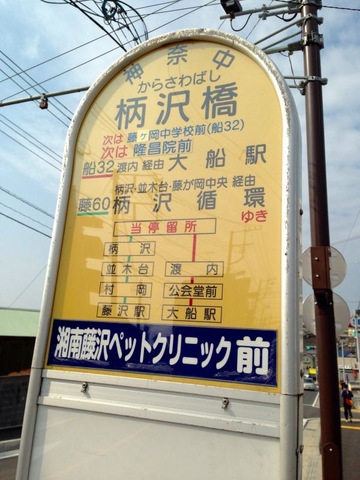 神奈中
からさわばし
柄沢橋
次は 藤ヶ岡中学校前(船32)
次は 隆昌院前
船32 渡内 経由 大船駅
柄沢・並木台・藤が岡中央 経由
藤60 柄沢循環 ゆき
当停留所
柄沢
並木台 渡内
村岡 公会堂前
藤沢駅 大船駅
湘南藤沢ペットクリニック前